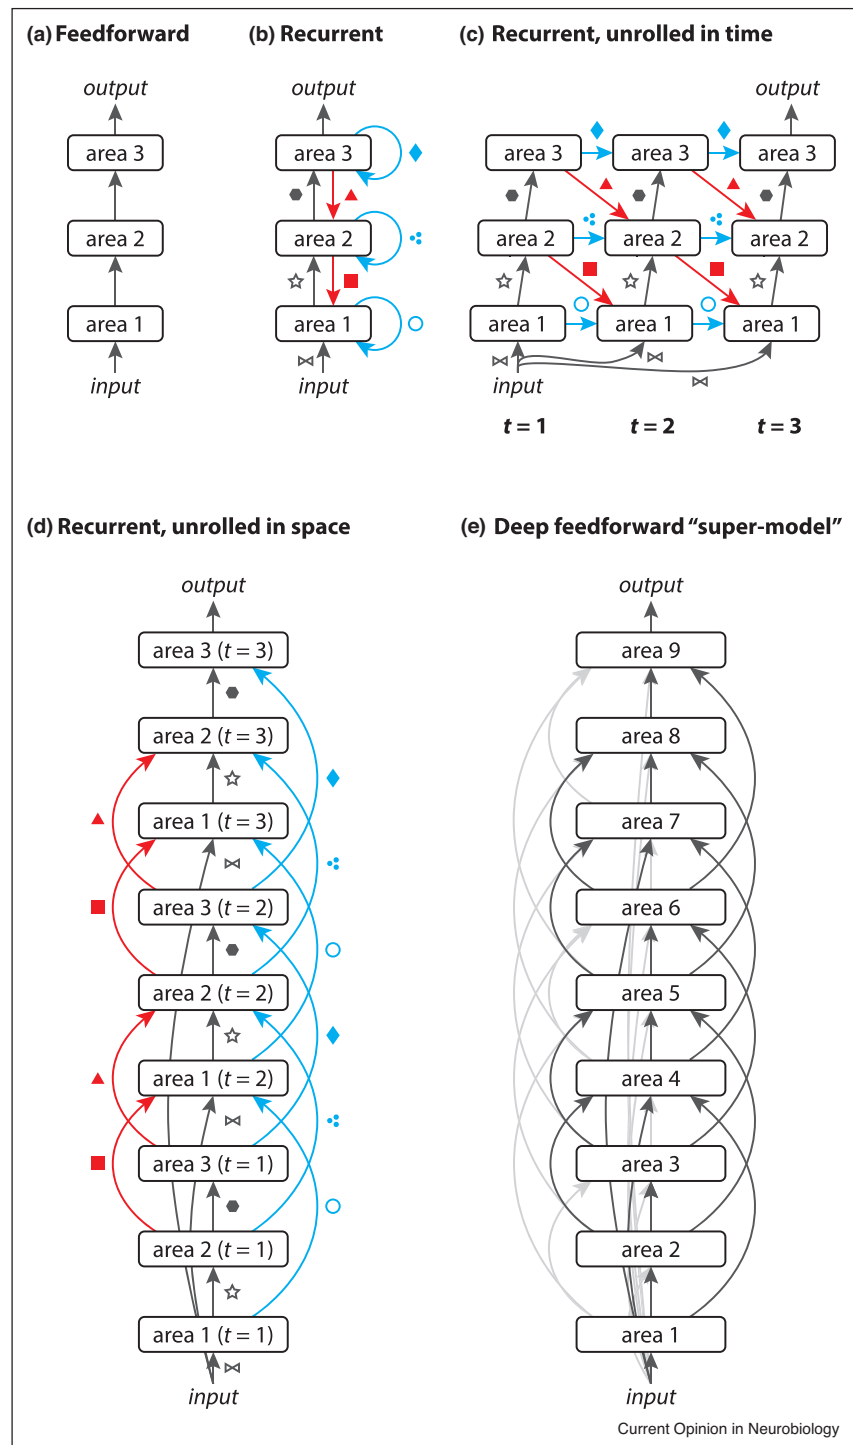 (a) Feedforward
output
area 3
area 2
area 1
input
(b) Recurrent
output
area 3
area 2
area 1
input
(c) Recurrent, unrolled in time
output
area 3 area 3 area 3
area 2 area 2 area 2
area 1 area 1 area 1
input
t = 1 t = 2 t = 3
(d) Recurrent, unrolled in space
output
area 3 (t = 3)
area 2 (t = 3)
area 1 (t = 3)
area 3 (t = 2)
area 2 (t = 2)
area 1 (t = 2)
area 3 (t = 1)
area 2 (t = 1)
area 1 (t = 1)
input
(e) Deep feedforward “super-model”
output
area 9
area 8
area 7
area 6
area 5
area 4
area 3
area 2
area 1
input
Current Opinion in Neurobiology